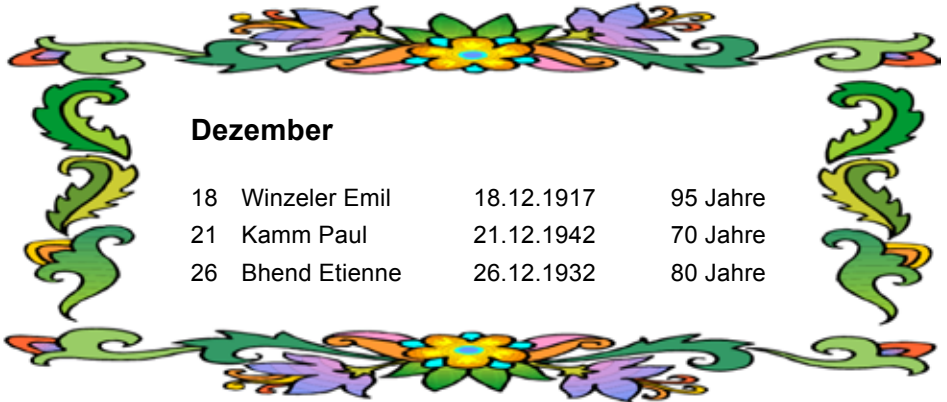 Dezember
18 Winzeler Emil 18.12.1917 95 Jahre
21 Kamm Paul 21.12.1942 70 Jahre
26 Bhend Etienne 26.12.1932 80 Jahre